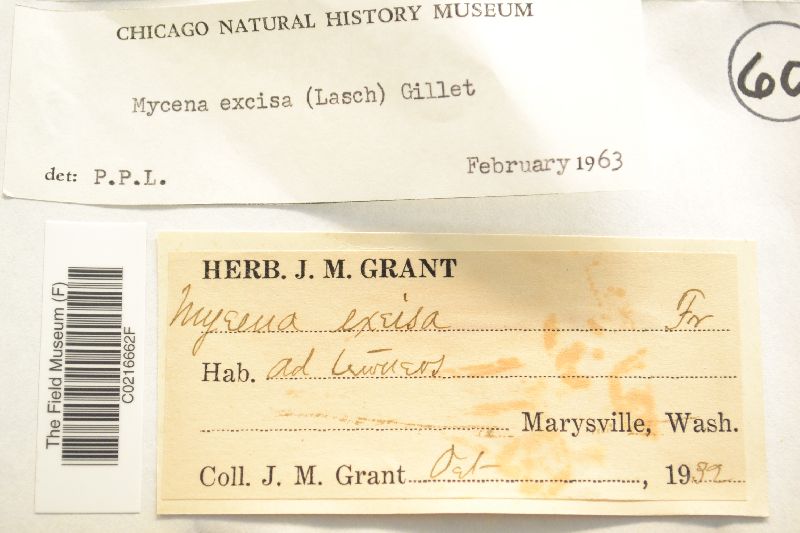 CHICAGO NATURAL HISTORY MUSEUM
Mycena excisa (Lasch) Gillet
det: P.P.L.
February 1963
60
The Field Museum (F)
C0216662F
HERB. J. M. GRANT
Mycena excisa Fr
Hab. ad
Marysville, Wash.
Coll. J. M. Grant Oct , 1932